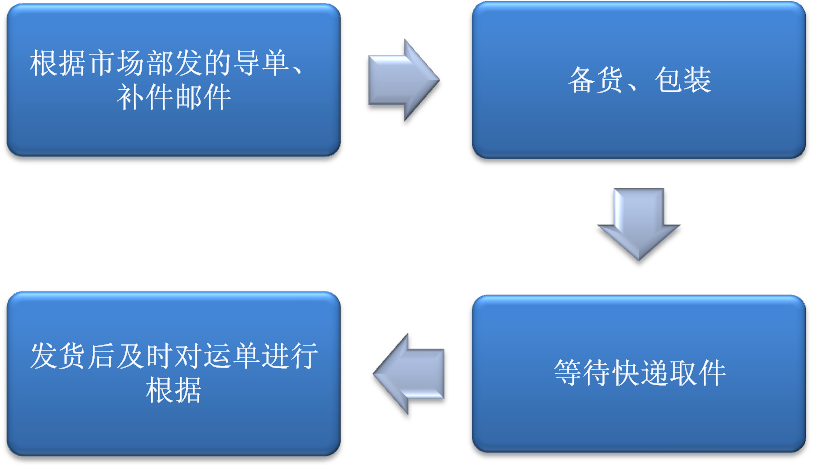 根据市场部发的导单、
补件邮件
备货、包装
等待快递取件
发货后及时对运单进行
根据